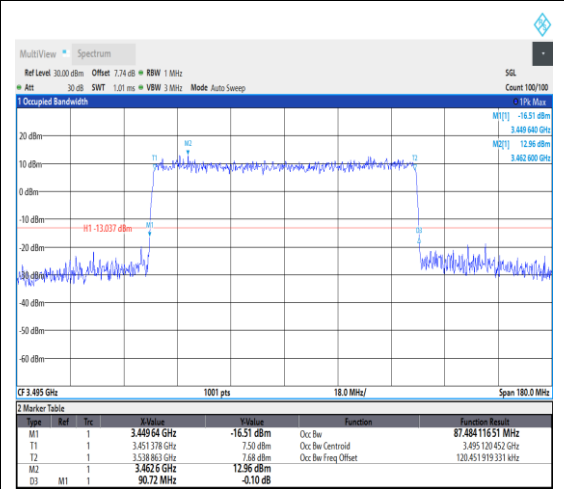 MultiView Spectrum
Ref Level 30.00 dBm Offset 7.74 dB RBW 1 MHz SGL
Att 30 dB SWT 1.01 ms VBW 3 MHz Mode Auto Sweep Count 100/100
1 Occupied Bandwidth 1Pk Max
M1[1] -16.51 dBm
3.449 640 GHz
M2[1] 12.96 dBm
3.462 600 GHz
20 dBm
M2
T1 T2
10 dBm
0 dBm
-10 dBm
H1 -13.037 dBm M1
D3
-20 dBm
-30 dBm
-40 dBm
-50 dBm
-60 dBm
CF 3.495 GHz 1001 pts 18.0 MHz/ Span 180.0 MHz
2 Marker Table
Type Ref Trc X-Value Y-Value Function Function Result
M1 1 3.449 64 GHz -16.51 dBm Occ Bw 87.484 116 51 MHz
T1 1 3.451 378 GHz 7.50 dBm Occ Bw Centroid 3.495 120 452 GHz
T2 1 3.538 863 GHz 7.68 dBm Occ Bw Freq Offset 120.451 919 331 kHz
M2 1 3.462 6 GHz 12.96 dBm
D3 M1 1 90.72 MHz -0.10 dB